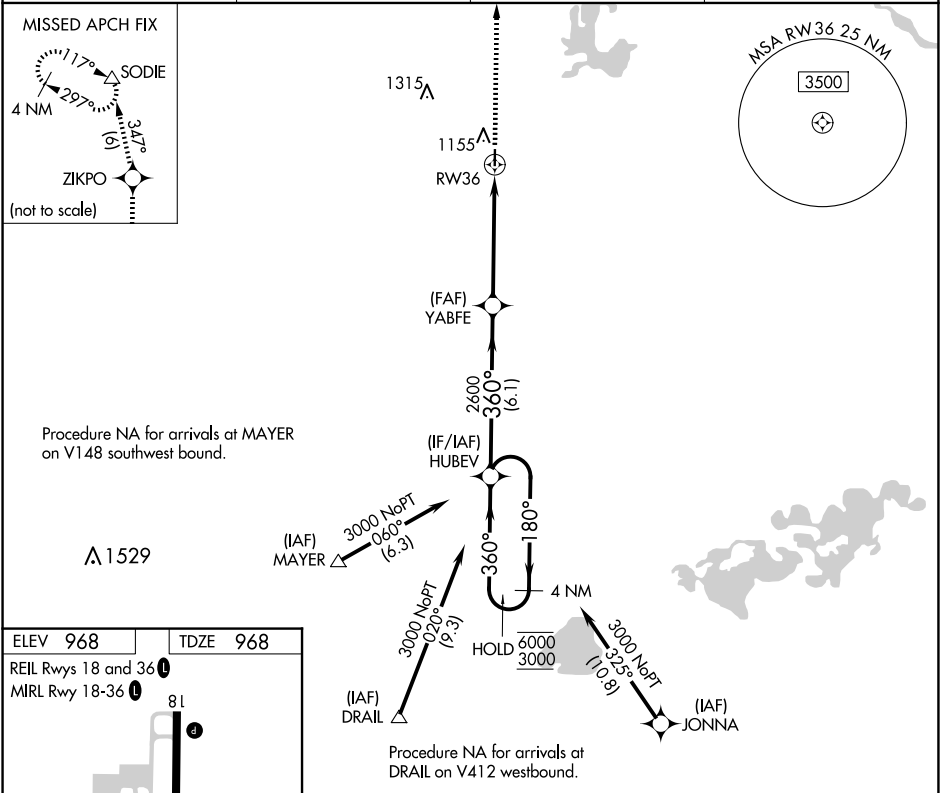 MISSED APCH FIX
117°
SODIE
4 NM
297°
347°
(6)
ZIKPO
(not to scale)
1315
1155
RW36
MSA RW36 25 NM
3500
(FAF)
YABFE
2600
360°
(6.1)
Procedure NA for arrivals at MAYER
on V148 southwest bound.
(IF/IAF)
HUBEV
3000 NoPT
060°
(6.3)
(IAF)
MAYER
360°
180°
1529
4 NM
3000 NoPT
020°
(9.3)
HOLD
6000
3000
3000 NoPT
325°
(10.8)
(IAF)
DRAIL
(IAF)
JONNA
Procedure NA for arrivals at
DRAIL on V412 westbound.
ELEV 968
TDZE 968
REIL Rwys 18 and 36 L
MIRL Rwy 18-36 L
18
P